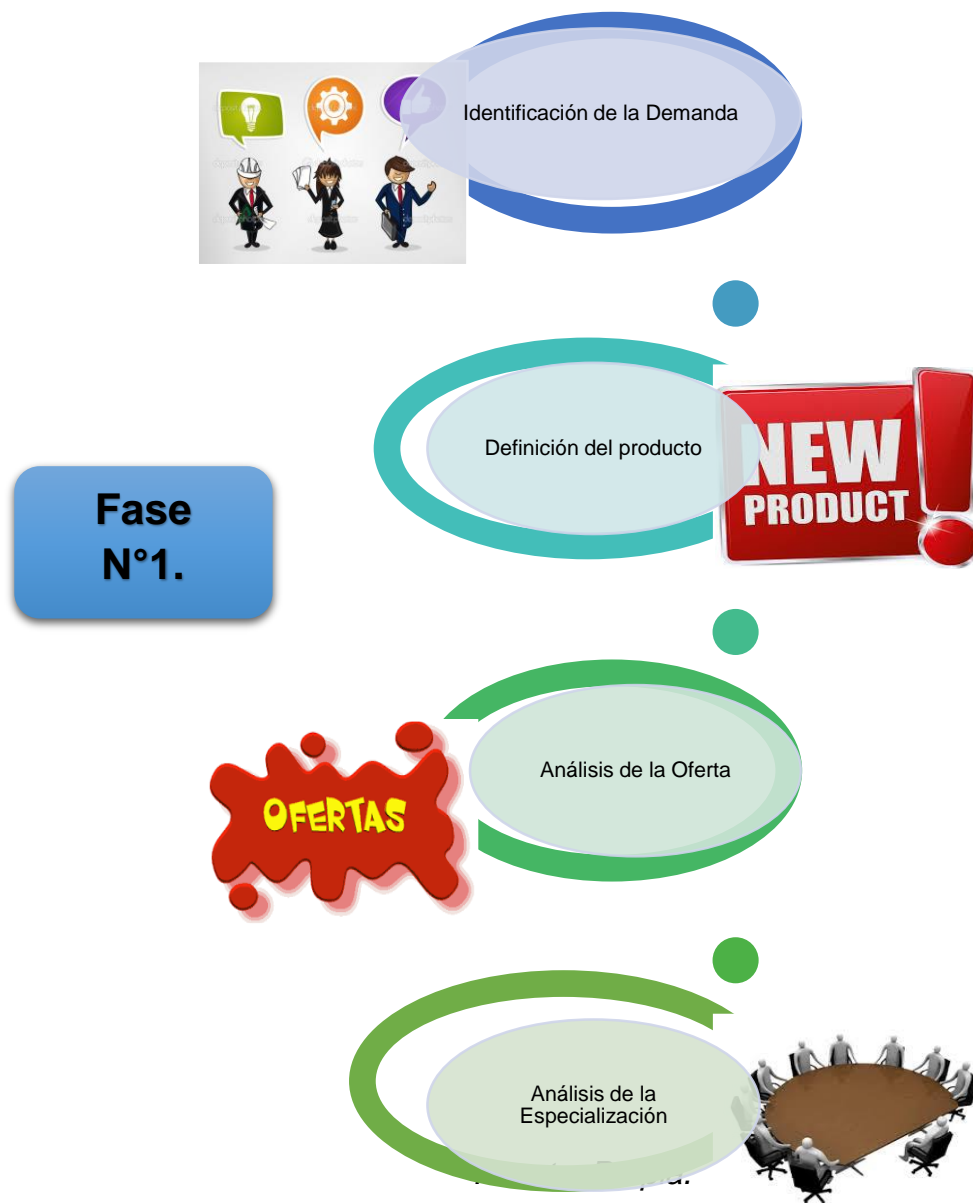 Identificación de la Demanda
Definición del producto
NEW
PRODUCT
Fase
N°1.
Análisis de la Oferta
OFERTAS
Análisis de la
Especialización